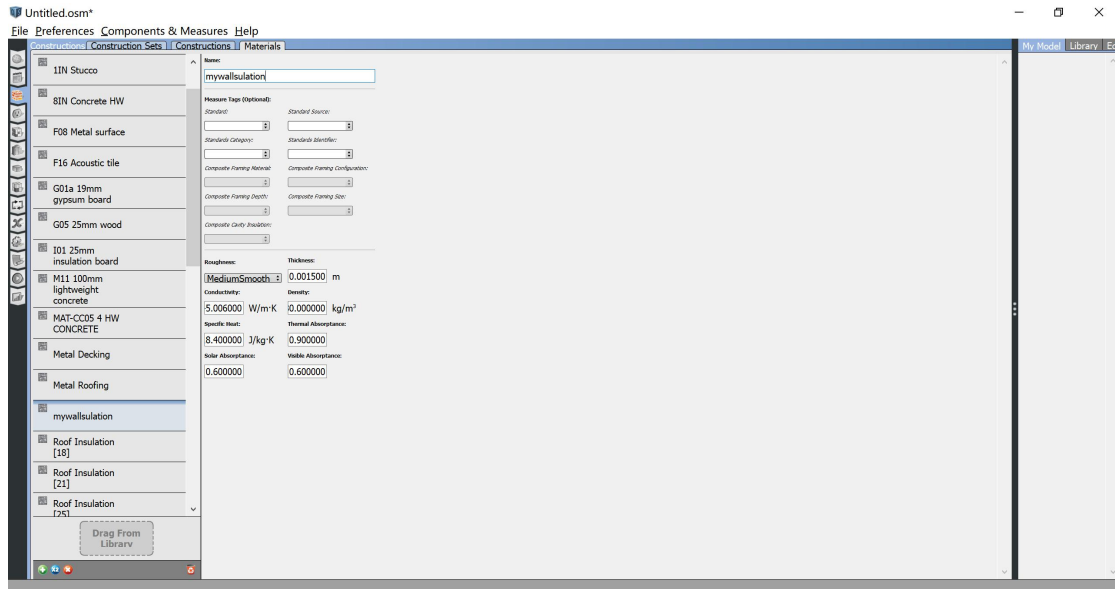 Untitled.osm*
File Preferences Components & Measures Help
Constructions Construction Sets Constructions Materials
My Model Library Ec
1IN Stucco
8IN Concrete HW
F08 Metal surface
F16 Acoustic tile
G01a 19mm
gypsum board
G05 25mm wood
I01 25mm
insulation board
M11 100mm
lightweight
concrete
MAT-CC05 4 HW
CONCRETE
Metal Decking
Metal Roofing
mywallsulation
Roof Insulation
[18]
Roof Insulation
[21]
Roof Insulation
[25]
Drag From
Library
Name:
mywallsulation
Measure Tags (Optional):
Standard: Standard Source:
Standards Category: Standards Identifier:
Composite Framing Material: Composite Framing Configuration:
Composite Framing Depth: Composite Framing Size:
Composite Cavity Insulation:
Roughness: Thickness:
MediumSmooth 0.001500 m
Conductivity: Density:
5.006000 W/m·K 0.000000 kg/m³
Specific Heat: Thermal Absorptance:
8.400000 J/kg·K 0.900000
Solar Absorptance: Visible Absorptance:
0.600000 0.600000